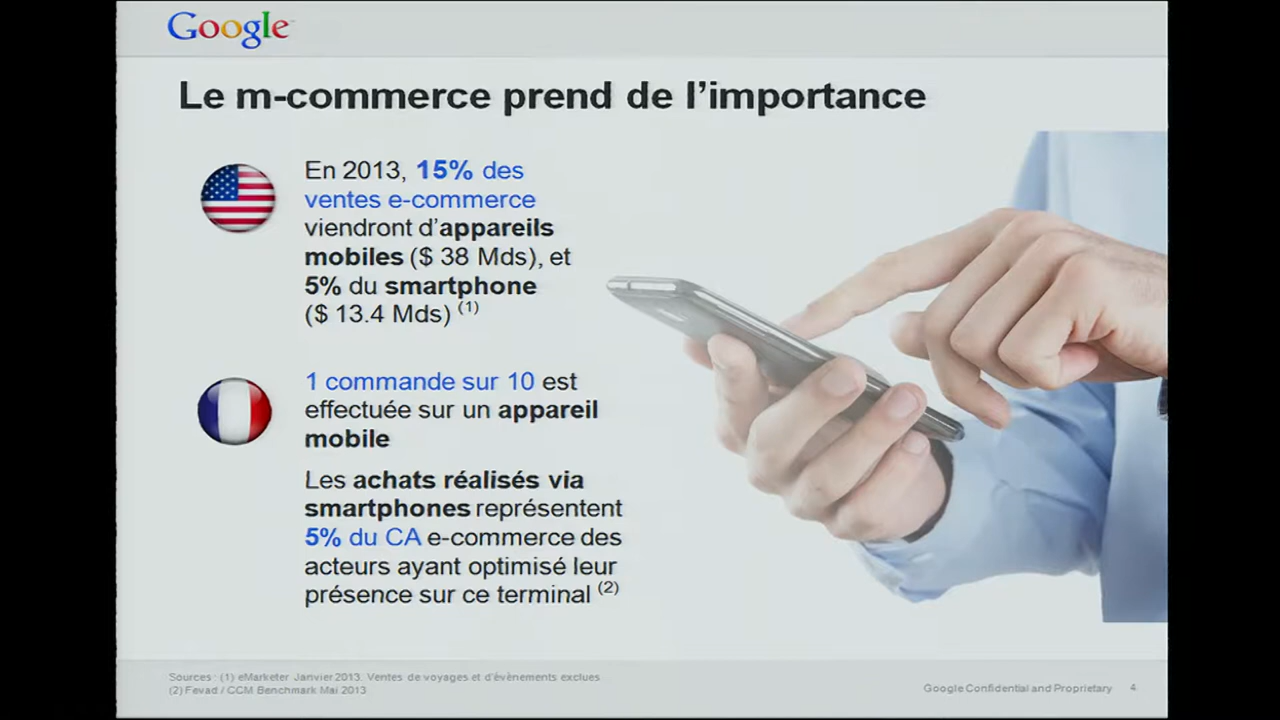 Google
Le m-commerce prend de l'importance
En 2013, 15% des
ventes e-commerce
viendront d'appareils
mobiles ($ 38 Mds), et
5% du smartphone
($ 13.4 Mds) (1)
1 commande sur 10 est
effectuée sur un appareil
mobile
Les achats réalisés via
smartphones représentent
5% du CA e-commerce des
acteurs ayant optimisé leur
présence sur ce terminal (2)
Sources : (1) eMarketer Janvier 2013. Ventes de voyages et d'évènements exclues
(2) Fevad / CCM Benchmark Mai 2013
Google Confidential and Proprietary 4